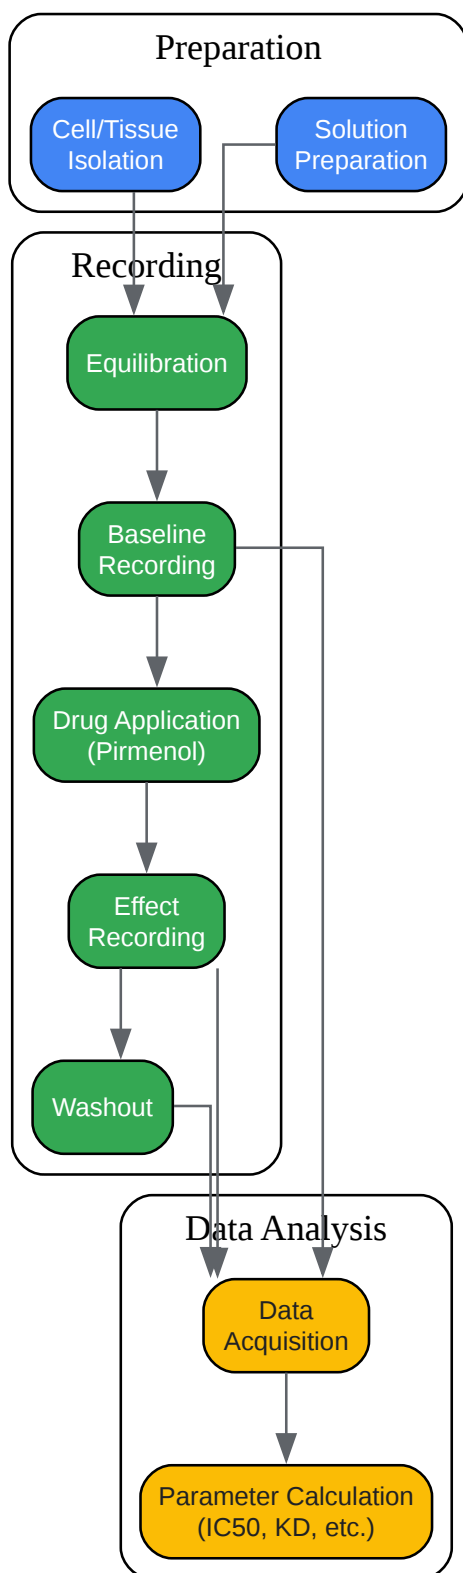 Preparation
Cell/Tissue
Isolation
Solution
Preparation
Recording
Equilibration
Baseline
Recording
Drug Application
(Pirmenol)
Effect
Recording
Washout
Data Analysis
Data
Acquisition
Parameter Calculation
(IC50, KD, etc.)